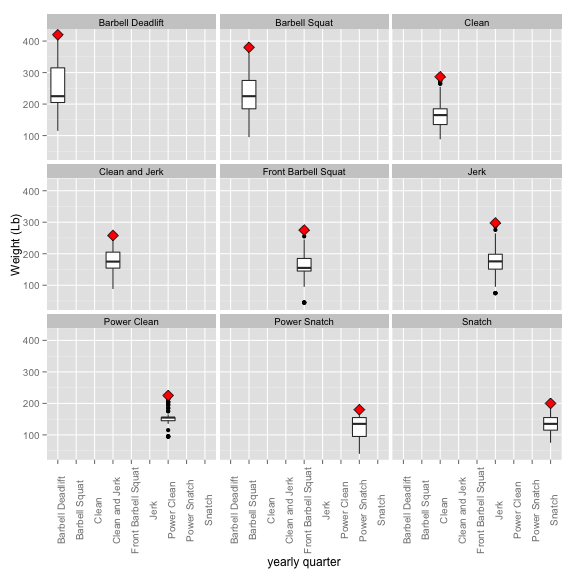 Barbell Deadlift Barbell Squat Clean
400
300
200
100
Clean and Jerk Front Barbell Squat Jerk
400
300
200
100
Power Clean Power Snatch Snatch
400
300
200
100
Weight (Lb)
Barbell Deadlift Barbell Squat Clean Clean and Jerk Front Barbell Squat Jerk Power Clean Power Snatch Snatch Barbell Deadlift Barbell Squat Clean Clean and Jerk Front Barbell Squat Jerk Power Clean Power Snatch Snatch Barbell Deadlift Barbell Squat Clean Clean and Jerk Front Barbell Squat Jerk Power Clean Power Snatch Snatch
yearly quarter